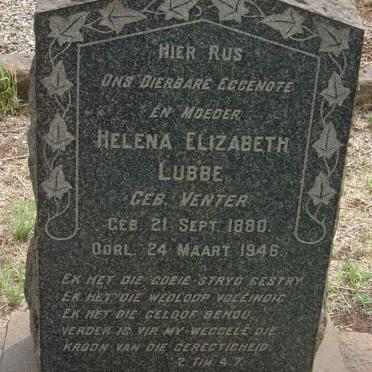 HIER RUS
ONS DIERBARE EGGENOTE
EN MOEDER
HELENA ELIZABETH
LUBBE
GEB. VENTER
GEB. 21 SEPT 1880.
OORL. 24 MAART 1946.
EK HET DIE GOEIE STRYD GESTRY
EK HET DIE WEDLOOP VOLEINDIG
EK HET DIE GELOOF BEHOU.
VERDER IS VIR MY WEGGELÊ DIE
KROON VAN DIE GEREGTIGHEID.
2. TIM. 4.7.